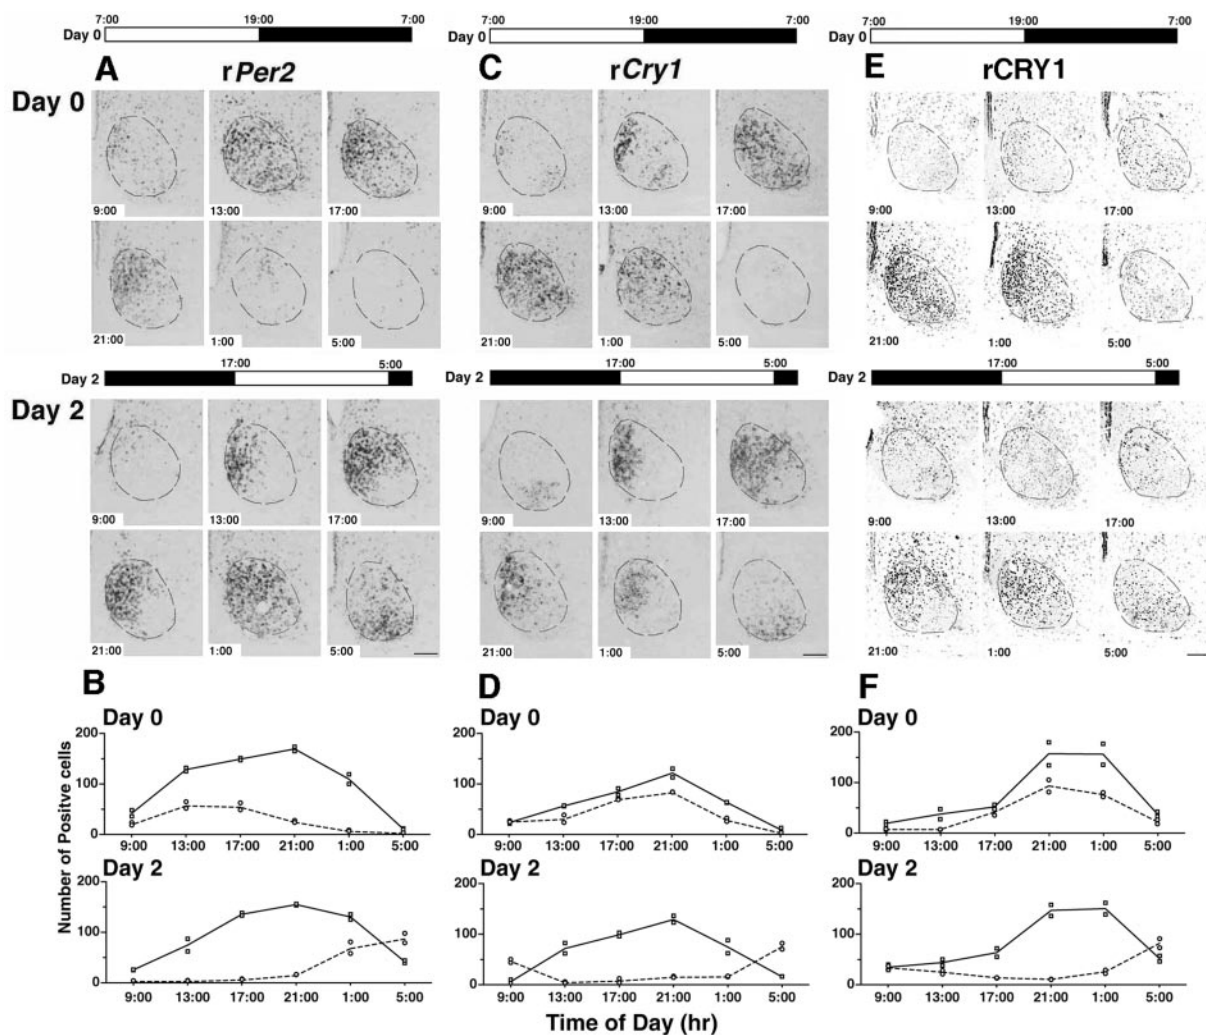 7:00 19:00 7:00 7:00 19:00 7:00 7:00 19:00 7:00
Day 0 Day 0 Day 0
A rPer2 C rCry1 E rCRY1
Day 0
9:00 13:00 17:00 9:00 13:00 17:00 9:00 13:00 17:00
21:00 1:00 5:00 21:00 1:00 5:00 21:00 1:00 5:00
17:00 5:00 17:00 5:00 17:00 5:00
Day 2 Day 2 Day 2
Day 2
9:00 13:00 17:00 9:00 13:00 17:00 9:00 13:00 17:00
21:00 1:00 5:00 21:00 1:00 5:00 21:00 1:00 5:00
B D F
Day 0 Day 0 Day 0
200 200 200
100 100 100
0 0 0
9:00 13:00 17:00 21:00 1:00 5:00 9:00 13:00 17:00 21:00 1:00 5:00 9:00 13:00 17:00 21:00 1:00 5:00
Day 2 Day 2 Day 2
200 200 200
100 100 100
0 0 0
9:00 13:00 17:00 21:00 1:00 5:00 9:00 13:00 17:00 21:00 1:00 5:00 9:00 13:00 17:00 21:00 1:00 5:00
Number of Positve cells
Time of Day (hr)